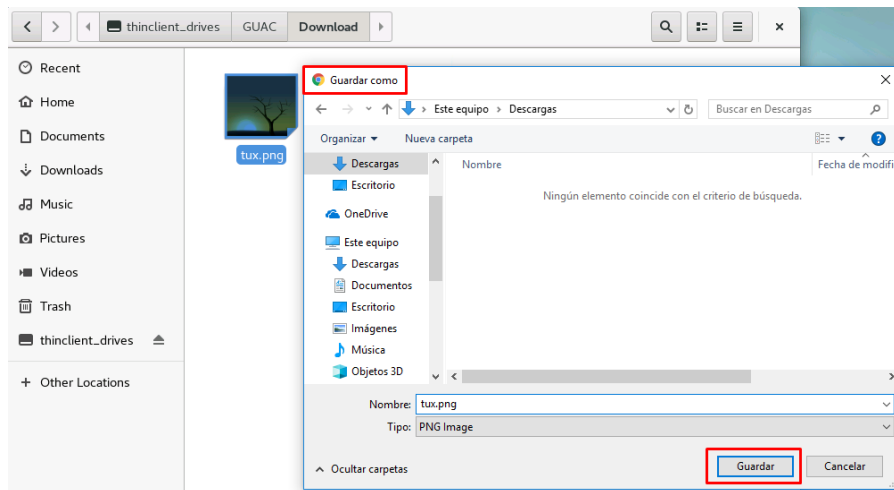 thinclient_drives GUAC Download
Recent
Home
Documents
Downloads
Music
Pictures
Videos
Trash
thinclient_drives
+ Other Locations
tux.png
Guardar como
Este equipo > Descargas
Buscar en Descargas
Organizar Nueva carpeta
Descargas
Escritorio
OneDrive
Este equipo
Descargas
Documentos
Escritorio
Imágenes
Música
Objetos 3D
Nombre Fecha de modifi
Ningún elemento coincide con el criterio de búsqueda.
Nombre: tux.png
Tipo: PNG Image
Ocultar carpetas
Guardar Cancelar